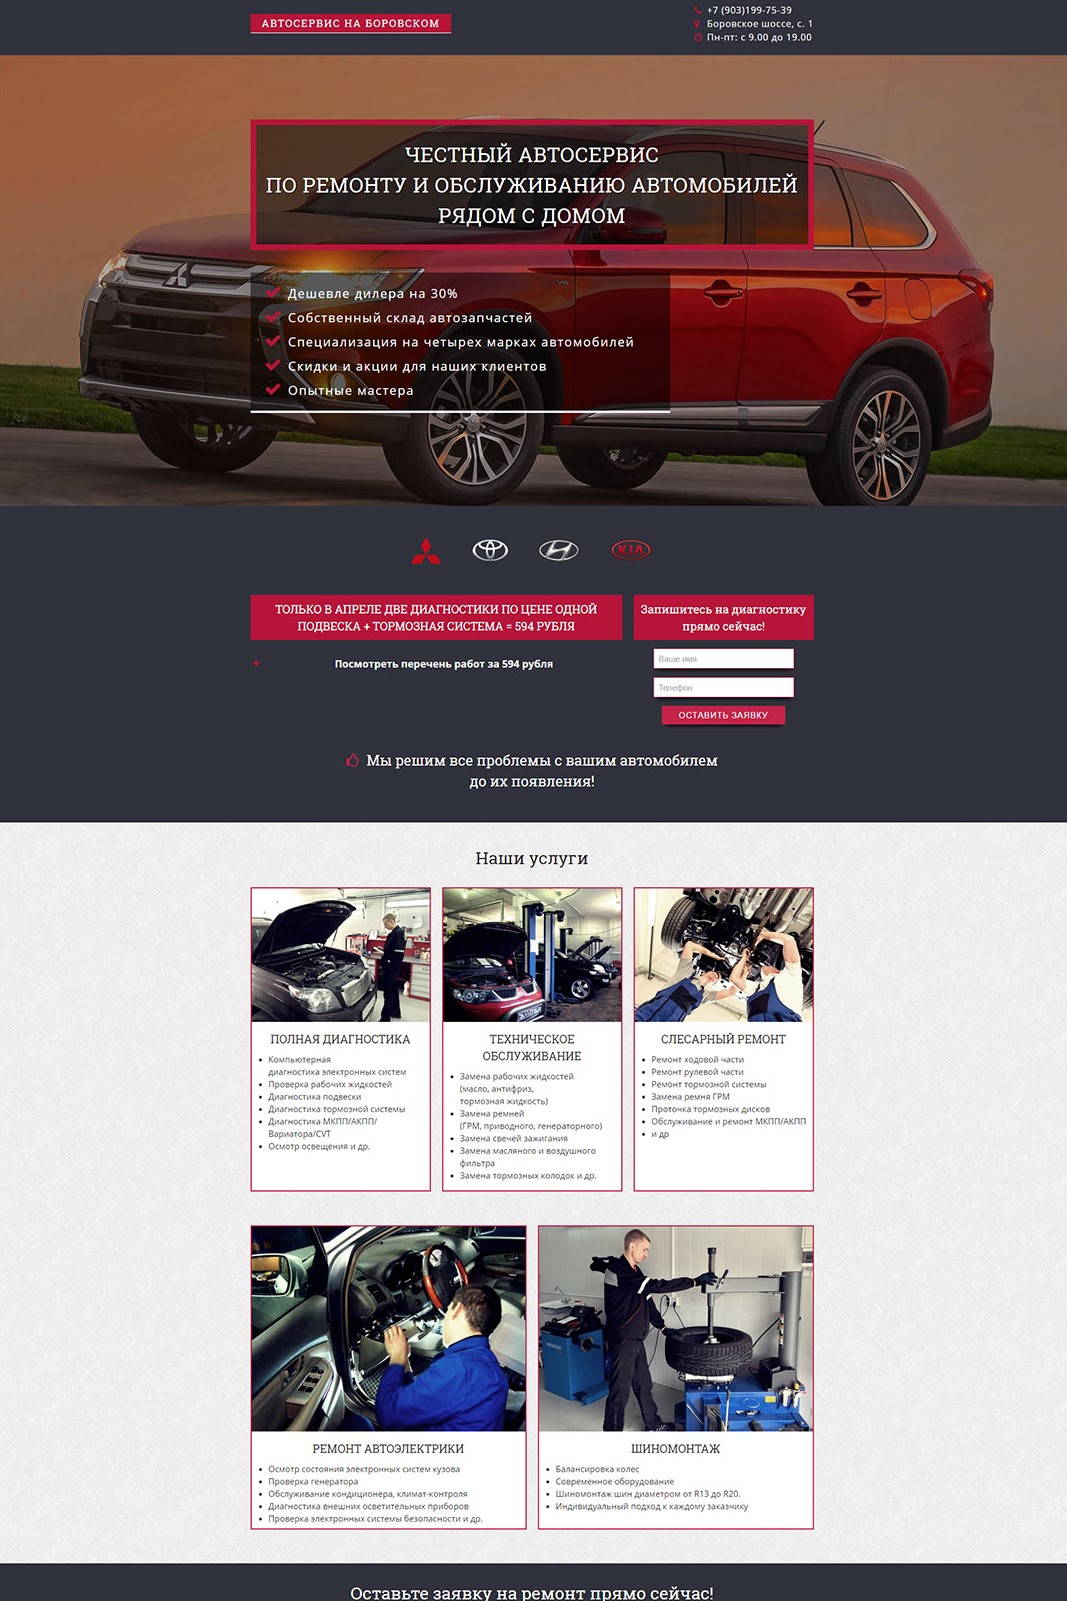 АВТОСЕРВИС НА БОРОВСКОМ
+7 (903)199-75-39
Боровское шоссе, с. 1
Пн-пт: с 9.00 до 19.00
ЧЕСТНЫЙ АВТОСЕРВИС
ПО РЕМОНТУ И ОБСЛУЖИВАНИЮ АВТОМОБИЛЕЙ
РЯДОМ С ДОМОМ
Дешевле дилера на 30%
Собственный склад автозапчастей
Специализация на четырех марках автомобилей
Скидки и акции для наших клиентов
Опытные мастера
KIA
ТОЛЬКО В АПРЕЛЕ ДВЕ ДИАГНОСТИКИ ПО ЦЕНЕ ОДНОЙ
ПОДВЕСКА + ТОРМОЗНАЯ СИСТЕМА = 594 РУБЛЯ
+ Посмотреть перечень работ за 594 рубля
Запишитесь на диагностику
прямо сейчас!
Ваше имя
Телефон
ОСТАВИТЬ ЗАЯВКУ
Мы решим все проблемы с вашим автомобилем
до их появления!
Наши услуги
ПОЛНАЯ ДИАГНОСТИКА
• Компьютерная
диагностика электронных систем
• Проверка рабочих жидкостей
• Диагностика подвески
• Диагностика тормозной системы
• Диагностика МКПП/АКПП/
Вариатора/CVT
• Осмотр освещения и др.
ТЕХНИЧЕСКОЕ
ОБСЛУЖИВАНИЕ
• Замена рабочих жидкостей
(масло, антифриз,
тормозная жидкость)
• Замена ремней
(ГРМ, приводного, генераторного)
• Замена свечей зажигания
• Замена масляного и воздушного
фильтра
• Замена тормозных колодок и др.
СЛЕСАРНЫЙ РЕМОНТ
• Ремонт ходовой части
• Ремонт рулевой части
• Ремонт тормозной системы
• Замена ремня ГРМ
• Проточка тормозных дисков
• Обслуживание и ремонт МКПП/АКПП
• и др
РЕМОНТ АВТОЭЛЕКТРИКИ
• Осмотр состояния электронных систем кузова
• Проверка генератора
• Обслуживание кондиционера, климат-контроля
• Диагностика внешних осветительных приборов
• Проверка электронных системы безопасности и др.
ШИНОМОНТАЖ
• Балансировка колес
• Современное оборудование
• Шиномонтаж шин диаметром от R13 до R20.
• Индивидуальный подход к каждому заказчику
Оставьте заявку на ремонт прямо сейчас!